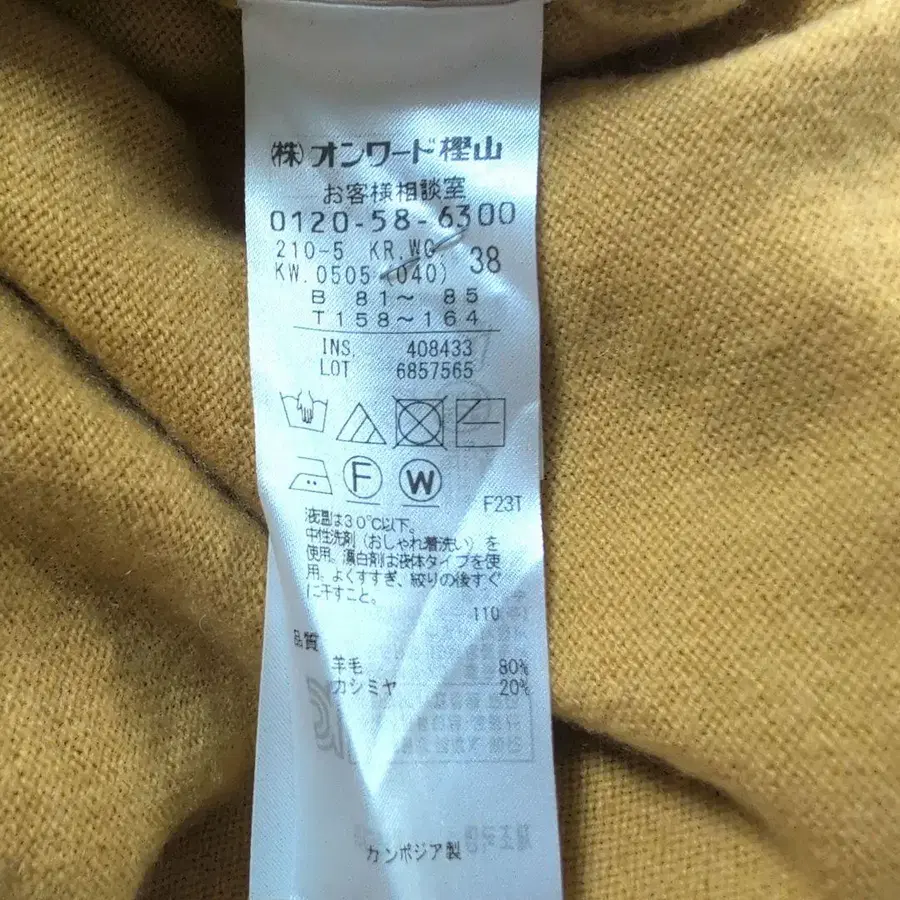 ㈱オンワード樫山
お客様相談室
0120-58-6300
210-5 KR.WG.
KW.0505 (040) 38
B 81～ 85
T158～164
INS. 408433
LOT 6857565
F W
F23T
液温は30℃以下。
中性洗剤（おしゃれ着洗い）を
使用。漂白剤は液体タイプを使
用。よくすすぎ、絞りの後すぐ
に干すこと。
110
品質
羊毛 80%
カシミヤ 20%
カンボジア製